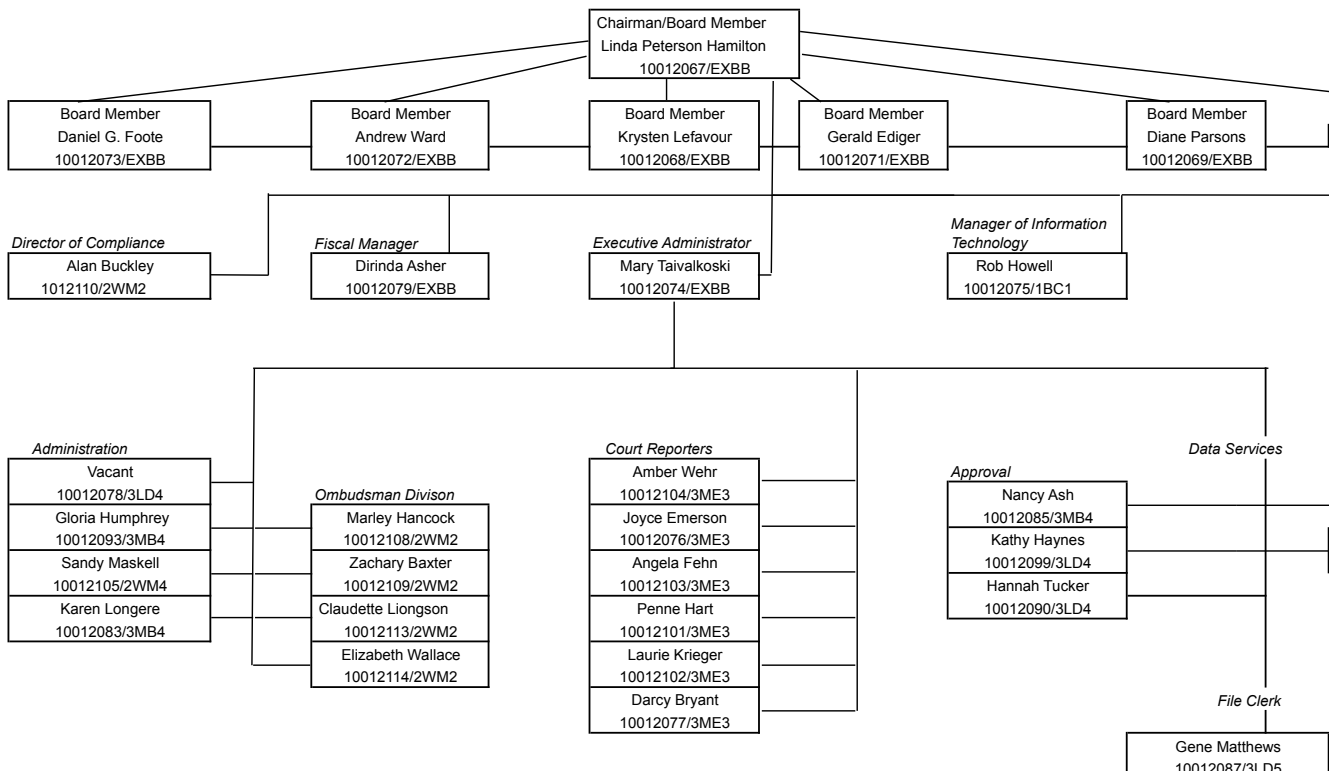 Chairman/Board Member
Linda Peterson Hamilton
10012067/EXBB
Board Member
Daniel G. Foote
10012073/EXBB
Board Member
Andrew Ward
10012072/EXBB
Board Member
Krysten Lefavour
10012068/EXBB
Board Member
Gerald Ediger
10012071/EXBB
Board Member
Diane Parsons
10012069/EXBB
Director of Compliance
Alan Buckley
1012110/2WM2
Fiscal Manager
Dirinda Asher
10012079/EXBB
Executive Administrator
Mary Taivalkoski
10012074/EXBB
Manager of Information
Technology
Rob Howell
10012075/1BC1
Administration
Vacant
10012078/3LD4
Gloria Humphrey
10012093/3MB4
Sandy Maskell
10012105/2WM4
Karen Longere
10012083/3MB4
Ombudsman Divison
Marley Hancock
10012108/2WM2
Zachary Baxter
10012109/2WM2
Claudette Liongson
10012113/2WM2
Elizabeth Wallace
10012114/2WM2
Court Reporters
Amber Wehr
10012104/3ME3
Joyce Emerson
10012076/3ME3
Angela Fehn
10012103/3ME3
Penne Hart
10012101/3ME3
Laurie Krieger
10012102/3ME3
Darcy Bryant
10012077/3ME3
Data Services
Approval
Nancy Ash
10012085/3MB4
Kathy Haynes
10012099/3LD4
Hannah Tucker
10012090/3LD4
File Clerk
Gene Matthews
10012087/3LD5